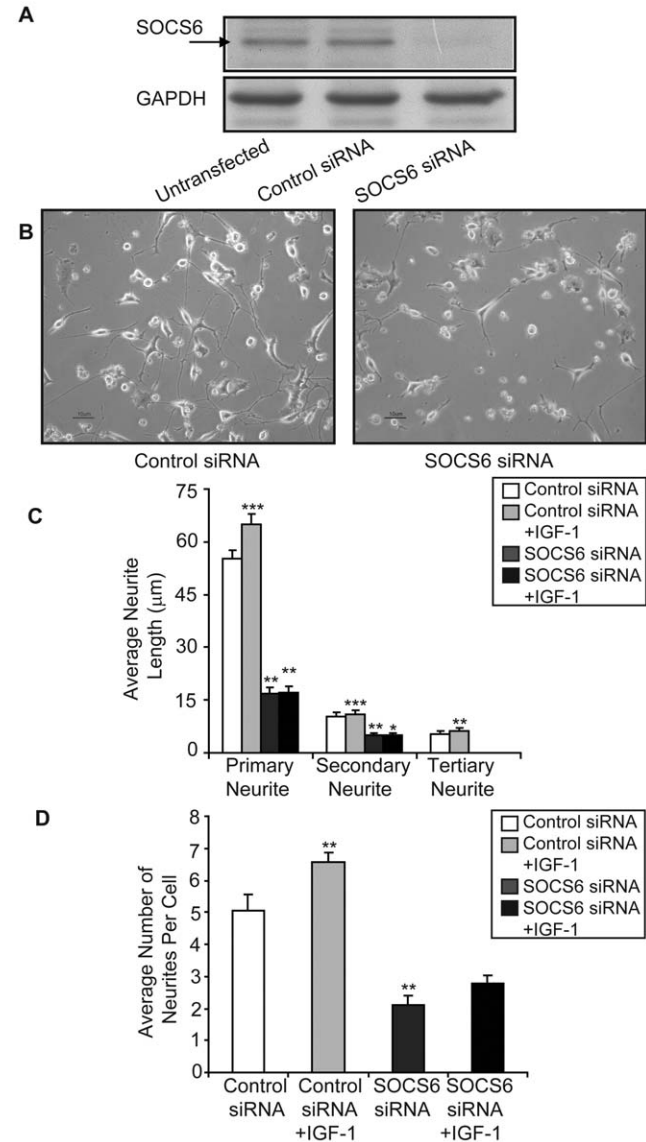 A
SOCS6
GAPDH
Untransfected
Control siRNA
SOCS6 siRNA
B
Control siRNA
SOCS6 siRNA
C
Average Neurite
Length (μm)
75
60
45
30
15
0
***
**
**
***
**
*
**
Primary
Neurite
Secondary
Neurite
Tertiary
Neurite
Control siRNA
Control siRNA
+IGF-1
SOCS6 siRNA
SOCS6 siRNA
+IGF-1
D
Average Number of
Neurites Per Cell
8
7
6
5
4
3
2
1
0
**
**
Control
siRNA
Control
siRNA
+IGF-1
SOCS6
siRNA
SOCS6
siRNA
+IGF-1
Control siRNA
Control siRNA
+IGF-1
SOCS6 siRNA
SOCS6 siRNA
+IGF-1